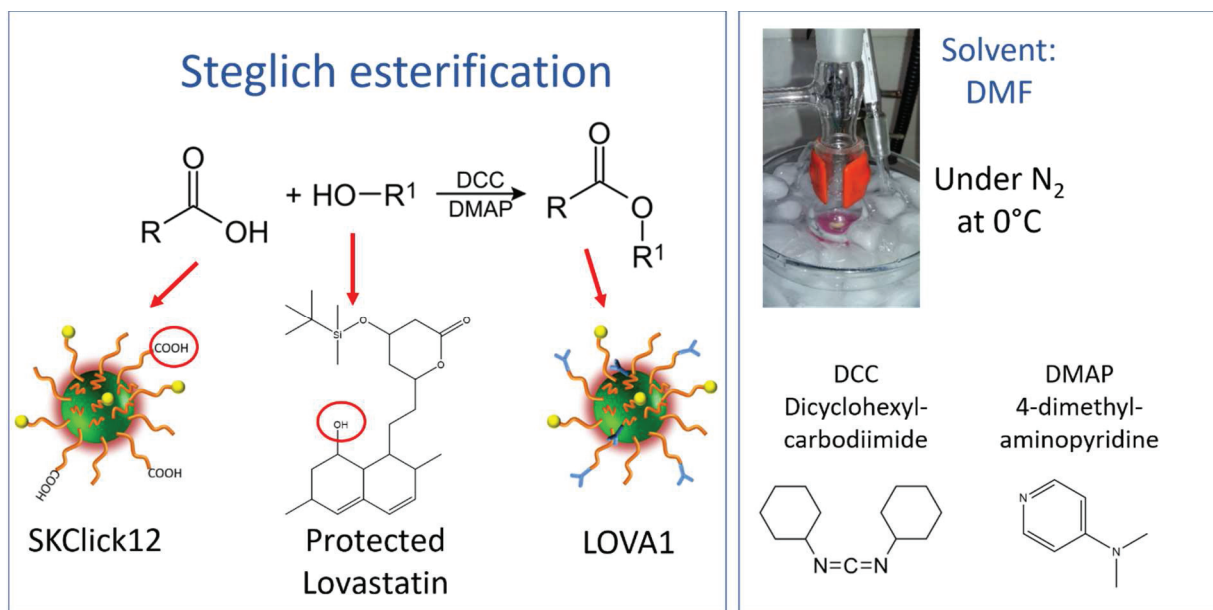 Steglich esterification
O
R
OH
+ HO-R¹
DCC
DMAP
O
R
O
R¹
COOH
COOH
COOH
SKClick12
Si
O
O
O
OH
Protected
Lovastatin
LOVA1
Solvent:
DMF
Under N₂
at 0°C
DCC
Dicyclohexyl-
carbodiimide
N=C=N
DMAP
4-dimethyl-
aminopyridine
N
N